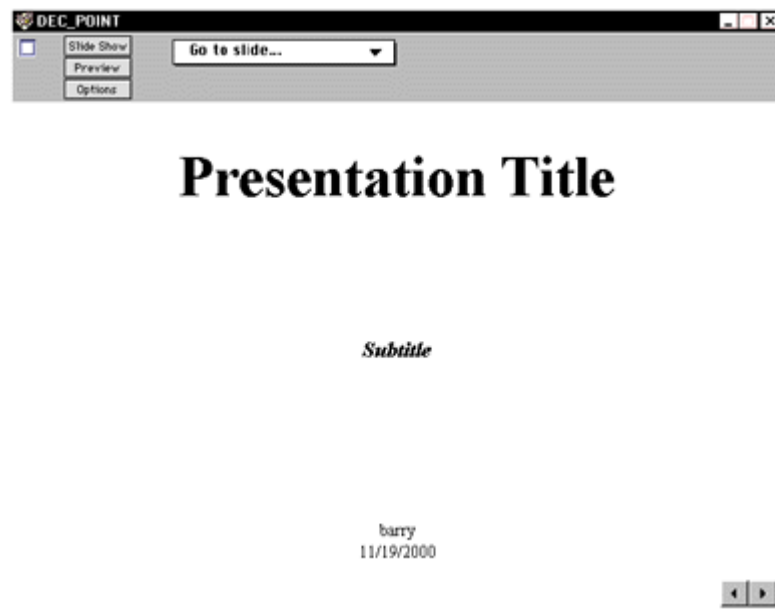 DEC_POINT
Slide Show
Go to slide...
Preview
Options
Presentation Title
Subtitle
barry
11/19/2000